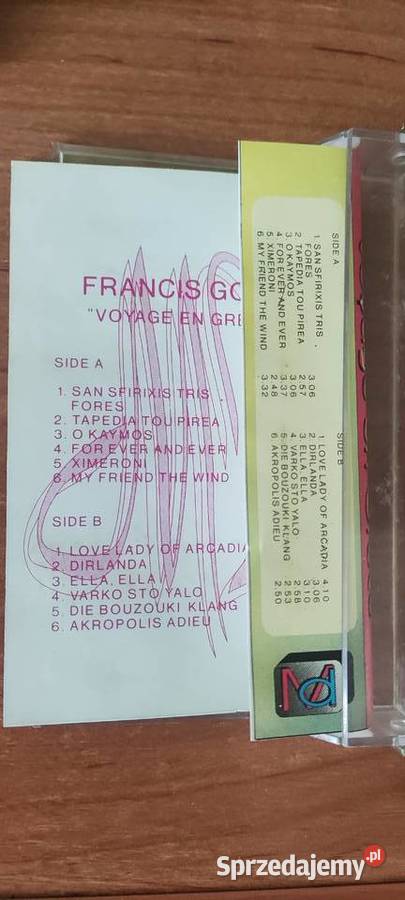 FRANCIS GO
"VOYAGE EN GRE
SIDE A
1. SAN SFIRIXIS TRIS
FORES
2. TAPEDIA TOU PIREA
3. O KAYMOS
4. FOR EVER AND EVER
5. XIMERONI
6. MY FRIEND THE WIND
SIDE B
1. LOVE LADY OF ARCADIA
2. DIRLANDA
3. ELLA, ELLA
4. VARKO STO YALO
5. DIE BOUZOUKI KLANG
6. AKROPOLIS ADIEU
SIDE A
1. SAN SFIRIXIS TRIS
FORES 3.06
2. TAPEDIA TOU PIREA 2.57
3. O KAYMOS 3.06
4. FOR EVER AND EVER 3.37
5. XIMERONI 2.48
6. MY FRIEND THE WIND 3.32
SIDE B
1. LOVE LADY OF ARCADIA 4.10
2. DIRLANDA 3.06
3. ELLA, ELLA 3.10
4. VARKO STO YALO 2.58
5. DIE BOUZOUKI KLANG 2.53
6. AKROPOLIS ADIEU 2.50
Md
Sprzedajemy.pl